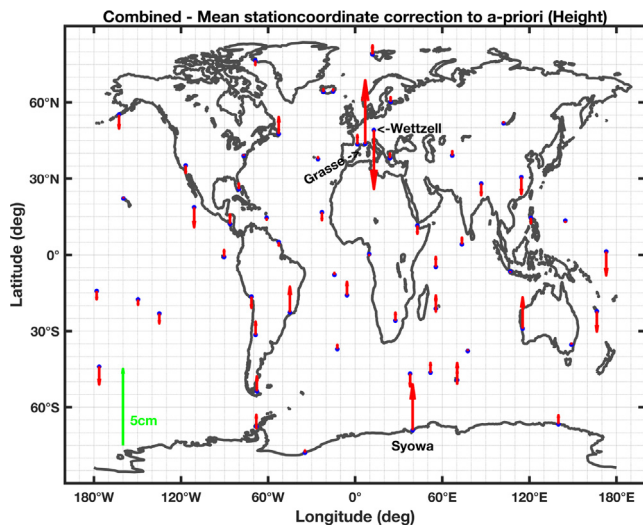 Combined - Mean stationcoordinate correction to a-priori (Height)
60°N
30°N
0°
30°S
60°S
Latitude (deg)
<-Wettzell
Grasse ->
5cm
Syowa
180°W
120°W
60°W
0°
60°E
120°E
180°E
Longitude (deg)